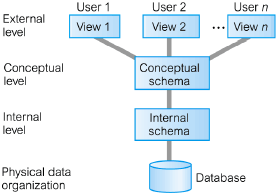 User 1 User 2 User n
External level View 1 View 2 ... View n
Conceptual level Conceptual schema
Internal level Internal schema
Physical data organization Database